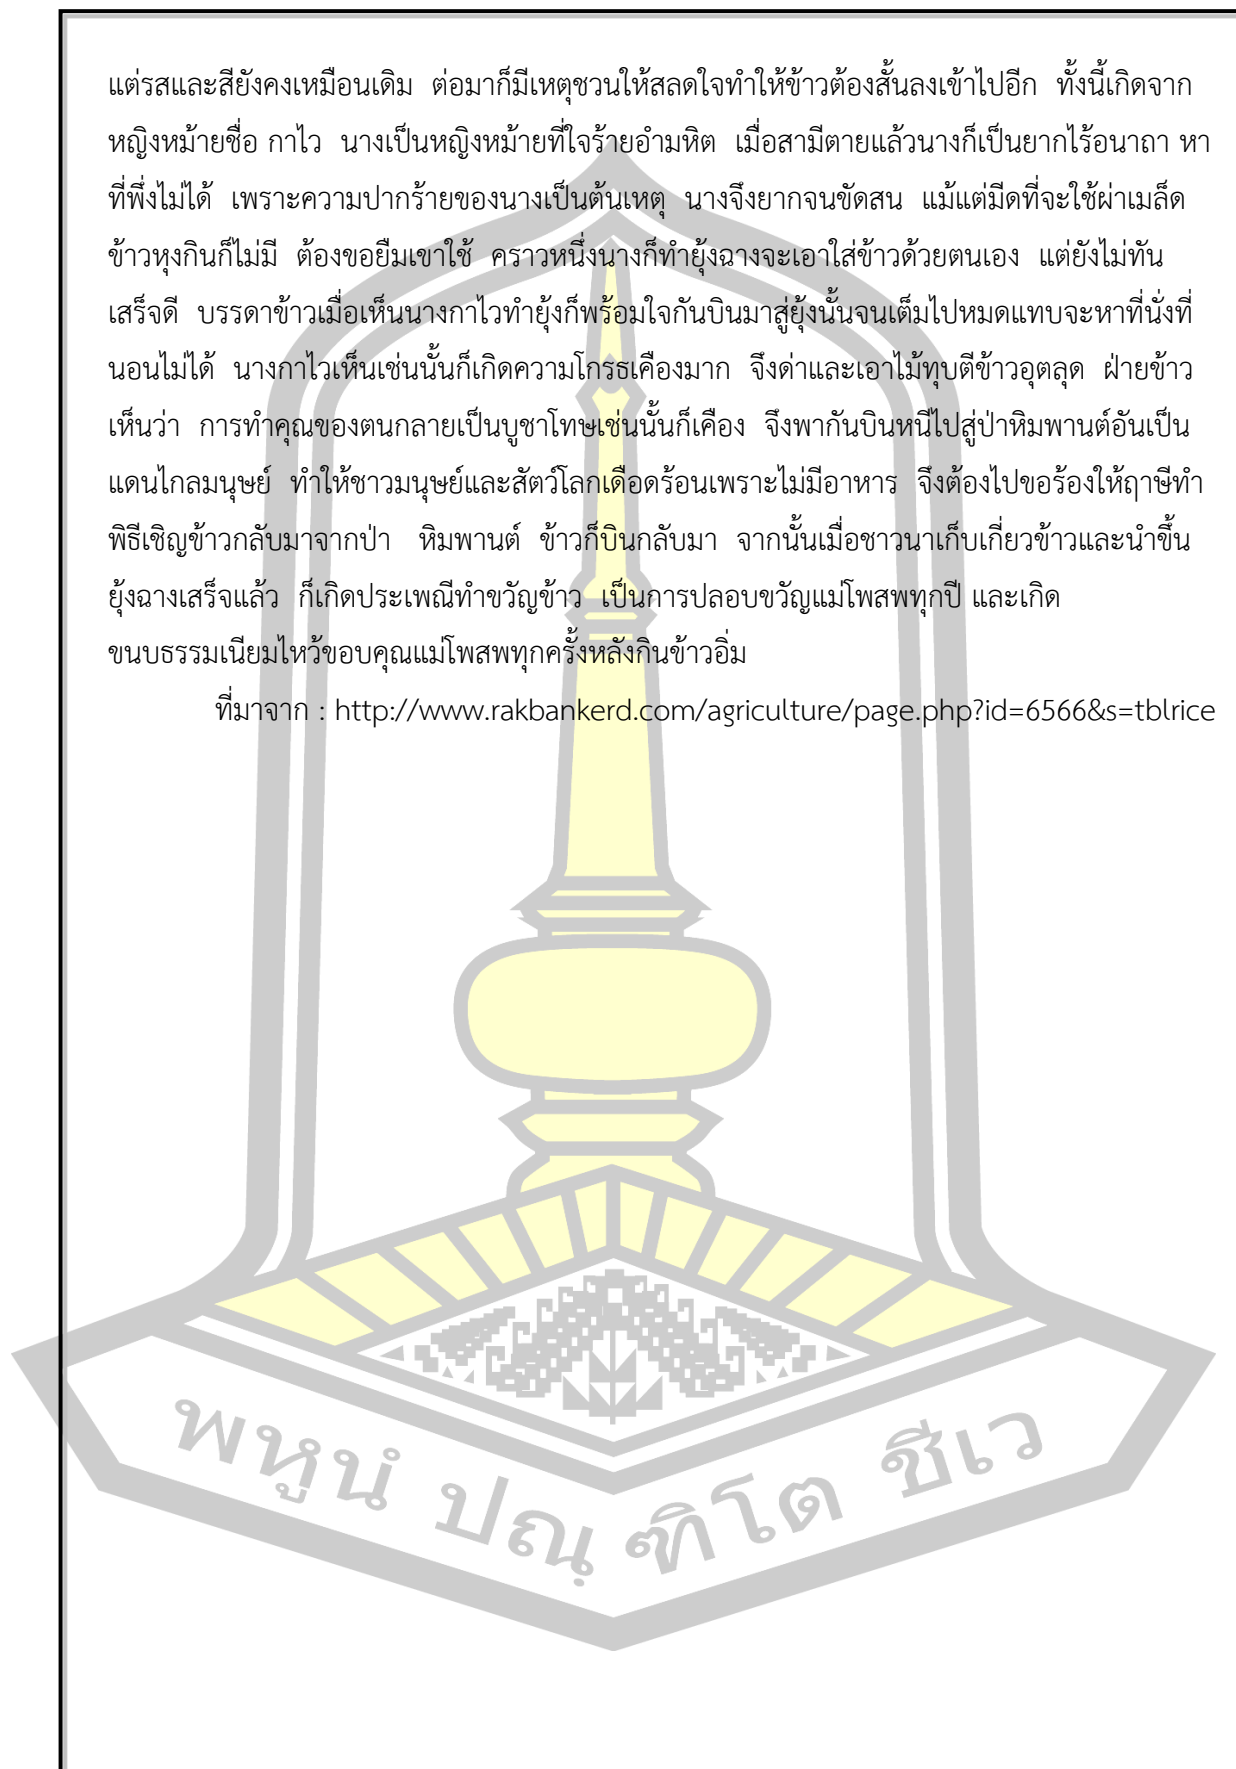 แต่รสและสียังคงเหมือนเดิม ต่อมาก็มีเหตุชวนให้สลดใจทำให้ข้าวต้องสั้นลงเข้าไปอีก ทั้งนี้เกิดจาก
หญิงหม้ายชื่อ กาไว นางเป็นหญิงหม้ายที่ใจร้ายอำมหิต เมื่อสามีตายแล้วนางก็เป็นยากไร้อนาถา หา
ที่พึ่งไม่ได้ เพราะความปากร้ายของนางเป็นต้นเหตุ นางจึงยากจนขัดสน แม้แต่มีดที่จะใช้ผ่าเมล็ด
ข้าวหุงกินก็ไม่มี ต้องขอยืมเขาใช้ คราวหนึ่งนางก็ทำยุ้งฉางจะเอาใส่ข้าวด้วยตนเอง แต่ยังไม่ทัน
เสร็จดี บรรดาข้าวเมื่อเห็นนางกาไวทำยุ้งก็พร้อมใจกันบินมาสู่ยุ้งนั้นจนเต็มไปหมดแทบจะหาที่นั่งที่
นอนไม่ได้ นางกาไวเห็นเช่นนั้นก็เกิดความโกรธเคืองมาก จึงด่าและเอาไม้ทุบตีข้าวอุตลุด ฝ่ายข้าว
เห็นว่า การทำคุณของตนกลายเป็นบูชาโทษเช่นนั้นก็เคือง จึงพากันบินหนีไปสู่ป่าหิมพานต์อันเป็น
แดนไกลมนุษย์ ทำให้ชาวมนุษย์และสัตว์โลกเดือดร้อนเพราะไม่มีอาหาร จึงต้องไปขอร้องให้ฤาษีทำ
พิธีเชิญข้าวกลับมาจากป่า หิมพานต์ ข้าวก็บินกลับมา จากนั้นเมื่อชาวนาเก็บเกี่ยวข้าวและนำขึ้น
ยุ้งฉางเสร็จแล้ว ก็เกิดประเพณีทำขวัญข้าว เป็นการปลอบขวัญแม่โพสพทุกปี และเกิด
ขนบธรรมเนียมไหว้ขอบคุณแม่โพสพทุกครั้งหลังกินข้าวอิ่ม
ที่มาจาก : http://www.rakbankerd.com/agriculture/page.php?id=6566&s=tblrice
พหูนํ ปณฺ ฑิโต ชีเว